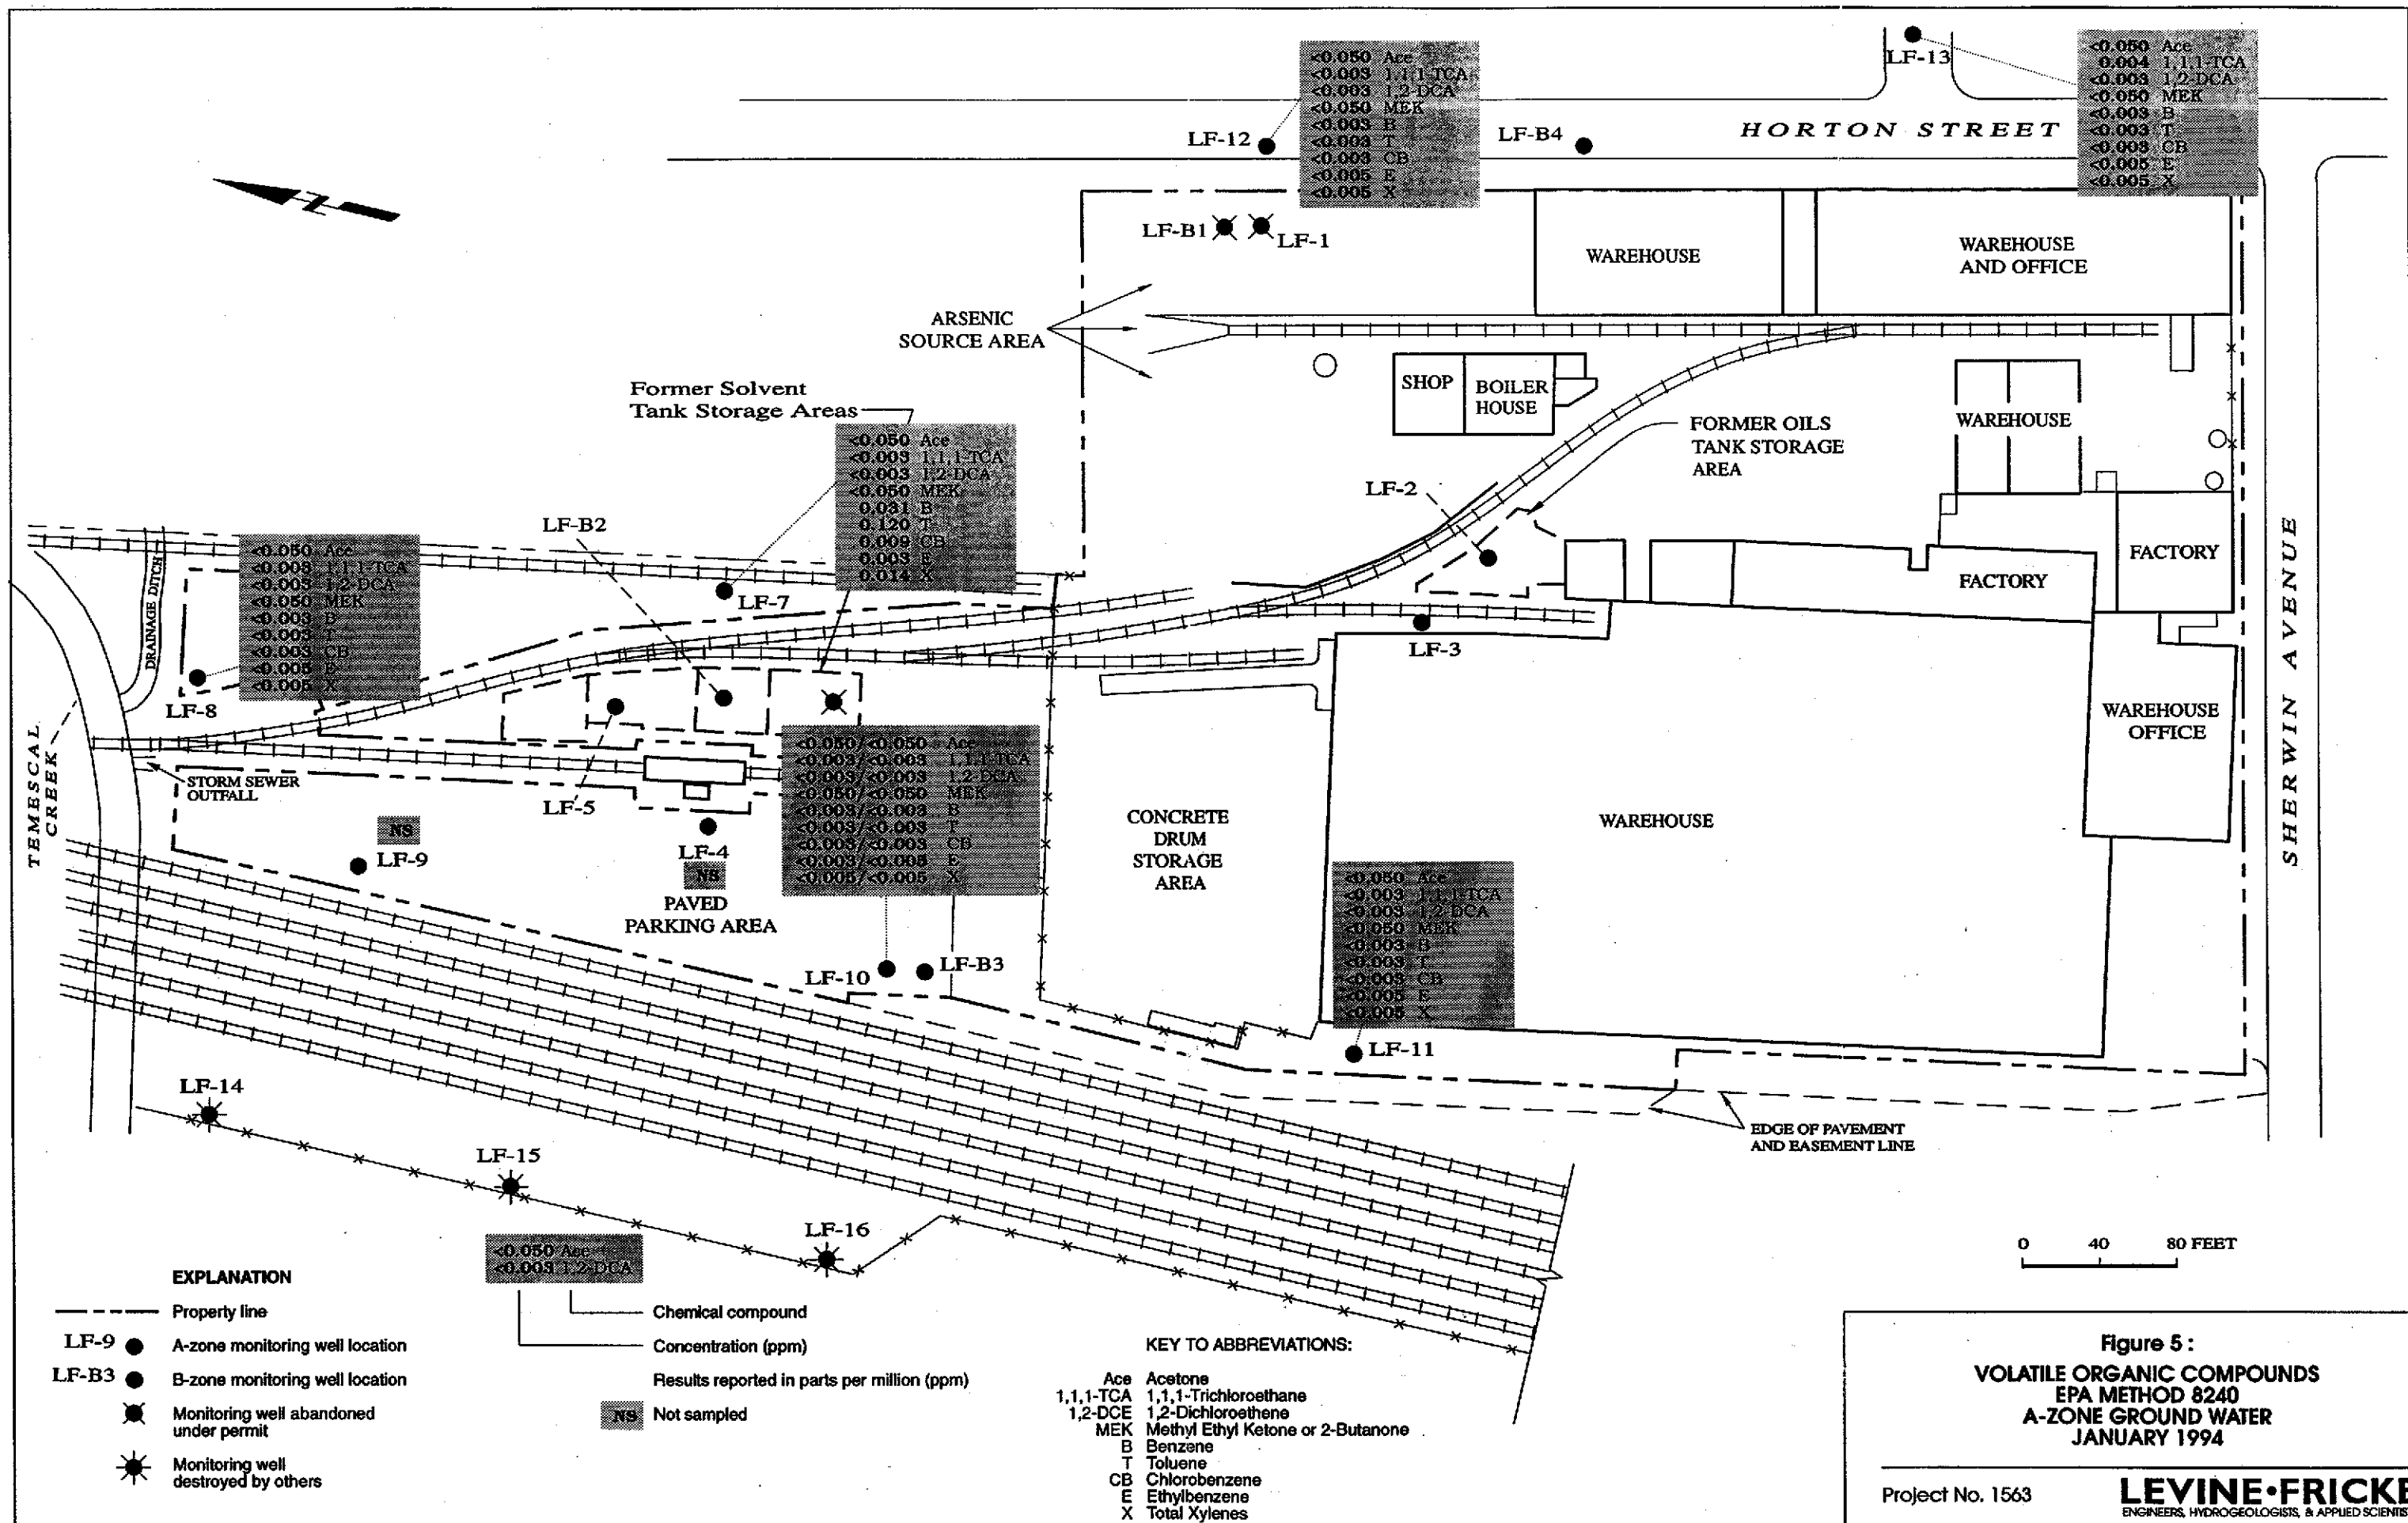 <0.050 Ace
<0.003 1,1,1-TCA
<0.003 1,2-DCA
<0.050 MEK
<0.003 B
<0.003 T
<0.003 CB
<0.005 E
<0.005 X
LF-12
LF-B4
LF-13
<0.050 Ace
0.004 1,1,1-TCA
<0.003 1,2-DCA
<0.050 MEK
<0.003 B
<0.003 T
<0.003 CB
<0.005 E
<0.005 X
HORTON STREET
LF-B1
LF-1
WAREHOUSE
WAREHOUSE
AND OFFICE
ARSENIC
SOURCE AREA
SHOP
BOILER
HOUSE
FORMER OILS
TANK STORAGE
AREA
WAREHOUSE
Former Solvent
Tank Storage Areas
<0.050 Ace
<0.003 1,1,1-TCA
<0.003 1,2-DCA
<0.050 MEK
0.031 B
0.120 T
0.009 CB
0.003 E
0.014 X
LF-7
LF-2
LF-3
FACTORY
FACTORY
SHERWIN AVENUE
LF-B2
DRAINAGE DITCH
<0.050 Ace
<0.003 1,1,1-TCA
<0.003 1,2-DCA
<0.050 MEK
<0.003 B
<0.003 T
<0.003 CB
<0.005 E
<0.005 X
LF-8
TEMESCAL
CREEK
STORM SEWER
OUTFALL
LF-5
NS
LF-9
LF-4
NS
PAVED
PARKING AREA
<0.050/<0.050 Ace
<0.003/<0.003 1,1,1-TCA
<0.003/<0.003 1,2-DCA
<0.050/<0.050 MEK
<0.003/<0.003 B
<0.003/<0.003 T
<0.003/<0.003 CB
<0.003/<0.005 E
<0.005/<0.005 X
LF-10
LF-B3
CONCRETE
DRUM
STORAGE
AREA
WAREHOUSE
WAREHOUSE
OFFICE
<0.050 Ace
<0.003 1,1,1-TCA
<0.003 1,2-DCA
<0.050 MEK
<0.003 B
<0.003 T
<0.003 CB
<0.005 E
<0.005 X
LF-11
EDGE OF PAVEMENT
AND EASEMENT LINE
LF-14
LF-15
LF-16
0 40 80 FEET
EXPLANATION
Property line
LF-9 A-zone monitoring well location
LF-B3 B-zone monitoring well location
Monitoring well abandoned
under permit
Monitoring well
destroyed by others
<0.050 Ace
<0.003 1,2-DCA
Chemical compound
Concentration (ppm)
Results reported in parts per million (ppm)
NS Not sampled
KEY TO ABBREVIATIONS:
Ace Acetone
1,1,1-TCA 1,1,1-Trichloroethane
1,2-DCE 1,2-Dichloroethene
MEK Methyl Ethyl Ketone or 2-Butanone
B Benzene
T Toluene
CB Chlorobenzene
E Ethylbenzene
X Total Xylenes
Figure 5 :
VOLATILE ORGANIC COMPOUNDS
EPA METHOD 8240
A-ZONE GROUND WATER
JANUARY 1994
Project No. 1563
LEVINE•FRICKE
ENGINEERS, HYDROGEOLOGISTS, & APPLIED SCIENTIS